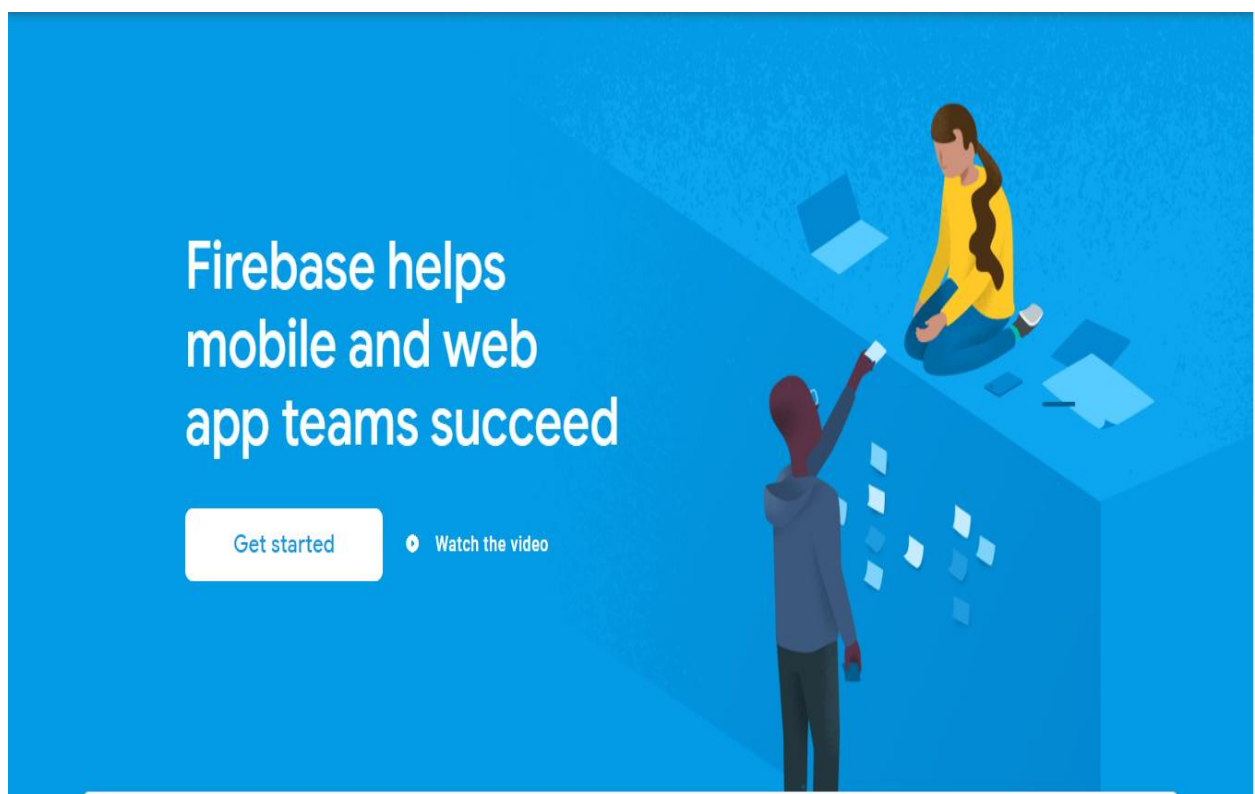 Firebase helps
mobile and web
app teams succeed
Get started
Watch the video